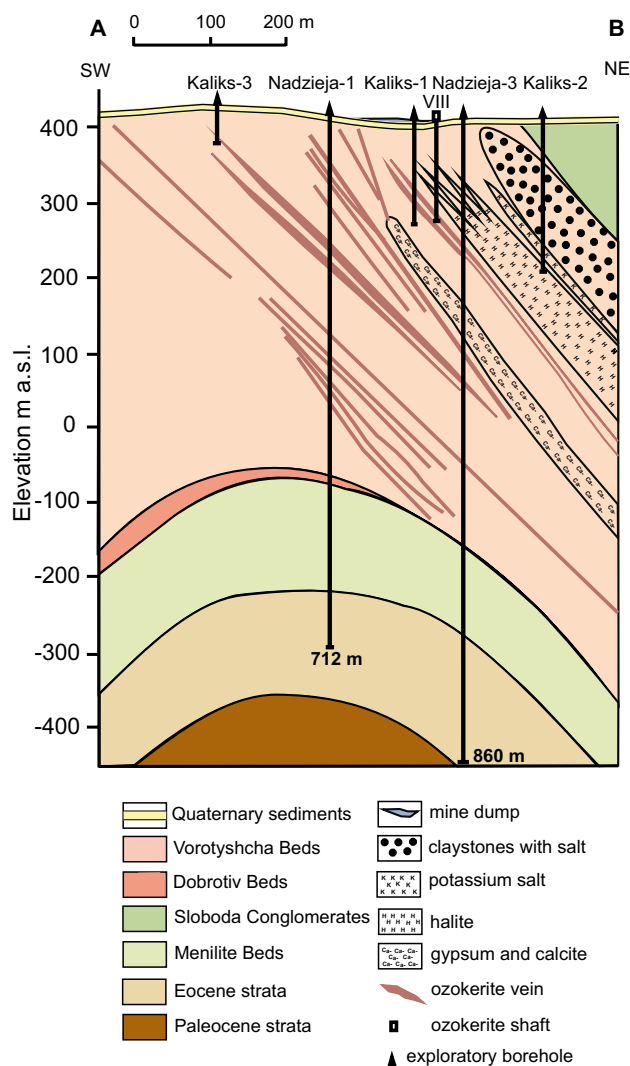 A
0 100 200 m
B
SW
NE
Kaliks-3 Nadzieja-1 Kaliks-1 Nadzieja-3 Kaliks-2
VIII
Elevation m a.s.l.
400
300
200
100
0
-100
-200
-300
-400
712 m
860 m
Quaternary sediments
Vorotyshcha Beds
Dobrotiv Beds
Sloboda Conglomerates
Menilite Beds
Eocene strata
Paleocene strata
mine dump
claystones with salt
potassium salt
halite
gypsum and calcite
ozokerite vein
ozokerite shaft
exploratory borehole